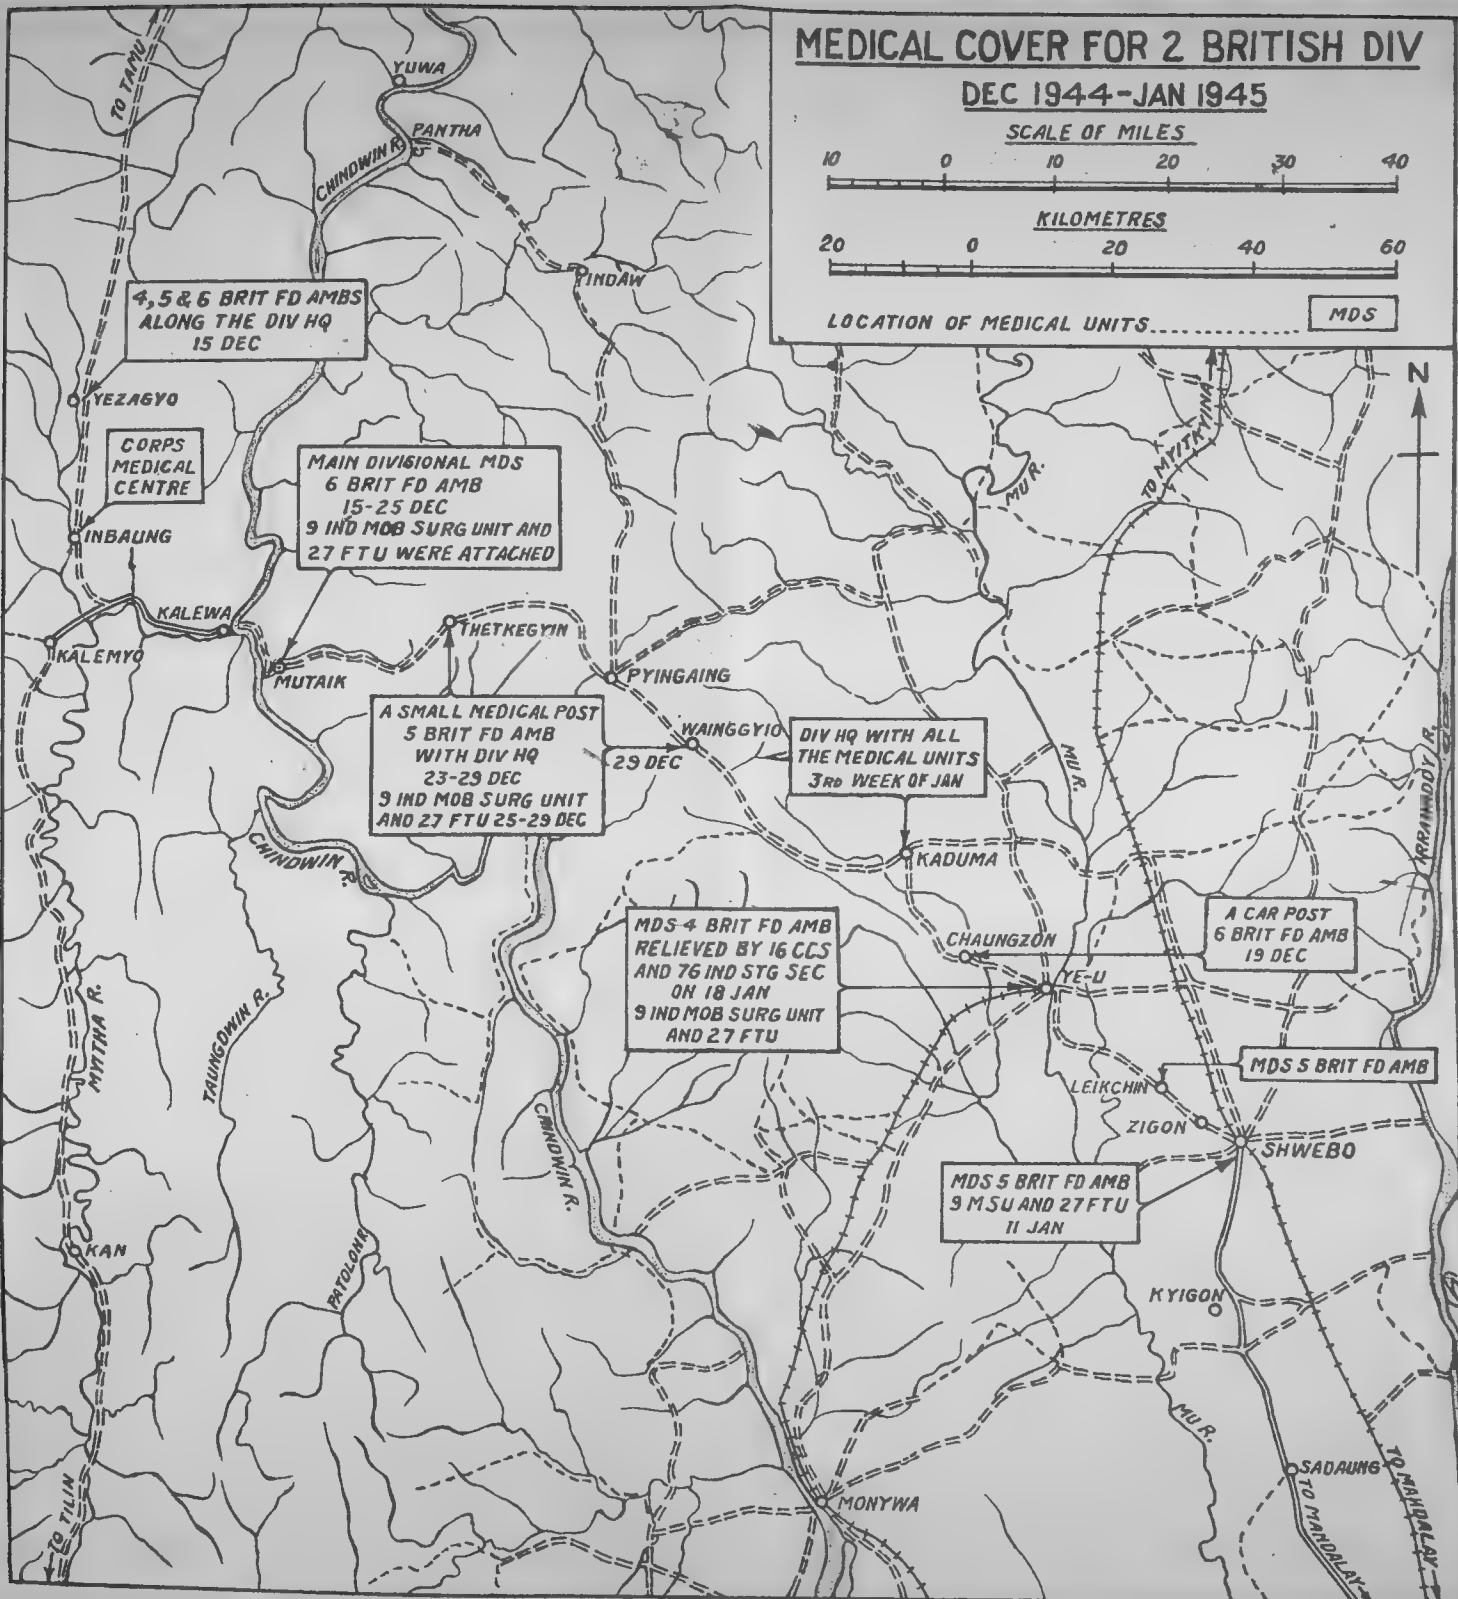 MEDICAL COVER FOR 2 BRITISH DIV
DEC 1944-JAN 1945
SCALE OF MILES
10 0 10 20 30 40
KILOMETRES
20 0 20 40 60
LOCATION OF MEDICAL UNITS
MDS
N
TO TAMU
YUWA
PANTHA
CHINDWIN R.
YINDAW
4, 5 & 6 BRIT FD AMBS
ALONG THE DIV HQ
15 DEC
YEZAGYO
CORPS
MEDICAL
CENTRE
MAIN DIVISIONAL MDS
6 BRIT FD AMB
15-25 DEC
9 IND MOB SURG UNIT AND
27 FTU WERE ATTACHED
MU R.
TO MYITKYINA
INBAUNG
KALEWA
THETKEGYIN
KALEMYO
MUTAIK
PYINGAING
A SMALL MEDICAL POST
5 BRIT FD AMB
WITH DIV HQ
23-29 DEC
9 IND MOB SURG UNIT
AND 27 FTU 25-29 DEC
WAINGGYIO
29 DEC
DIV HQ WITH ALL
THE MEDICAL UNITS
3RD WEEK OF JAN
MU R.
IRRAWADDY R.
CHINDWIN R.
KADUMA
MDS 4 BRIT FD AMB
RELIEVED BY 16 CCS
AND 76 IND STG SEC
ON 18 JAN
9 IND MOB SURG UNIT
AND 27 FTU
CHAUNGZON
A CAR POST
6 BRIT FD AMB
19 DEC
YE-U
MYTHA R.
TAUNGDWIN R.
MDS 5 BRIT FD AMB
LEIKCHIN
ZIGON
CHINDWIN R.
SHWEBO
MDS 5 BRIT FD AMB
9 MSU AND 27 FTU
11 JAN
KAN
PATOLON R
KYIGON
MU R.
SADAUNG
TO MANDALAY
TO MANDALAY
MONYWA
TO TILIN